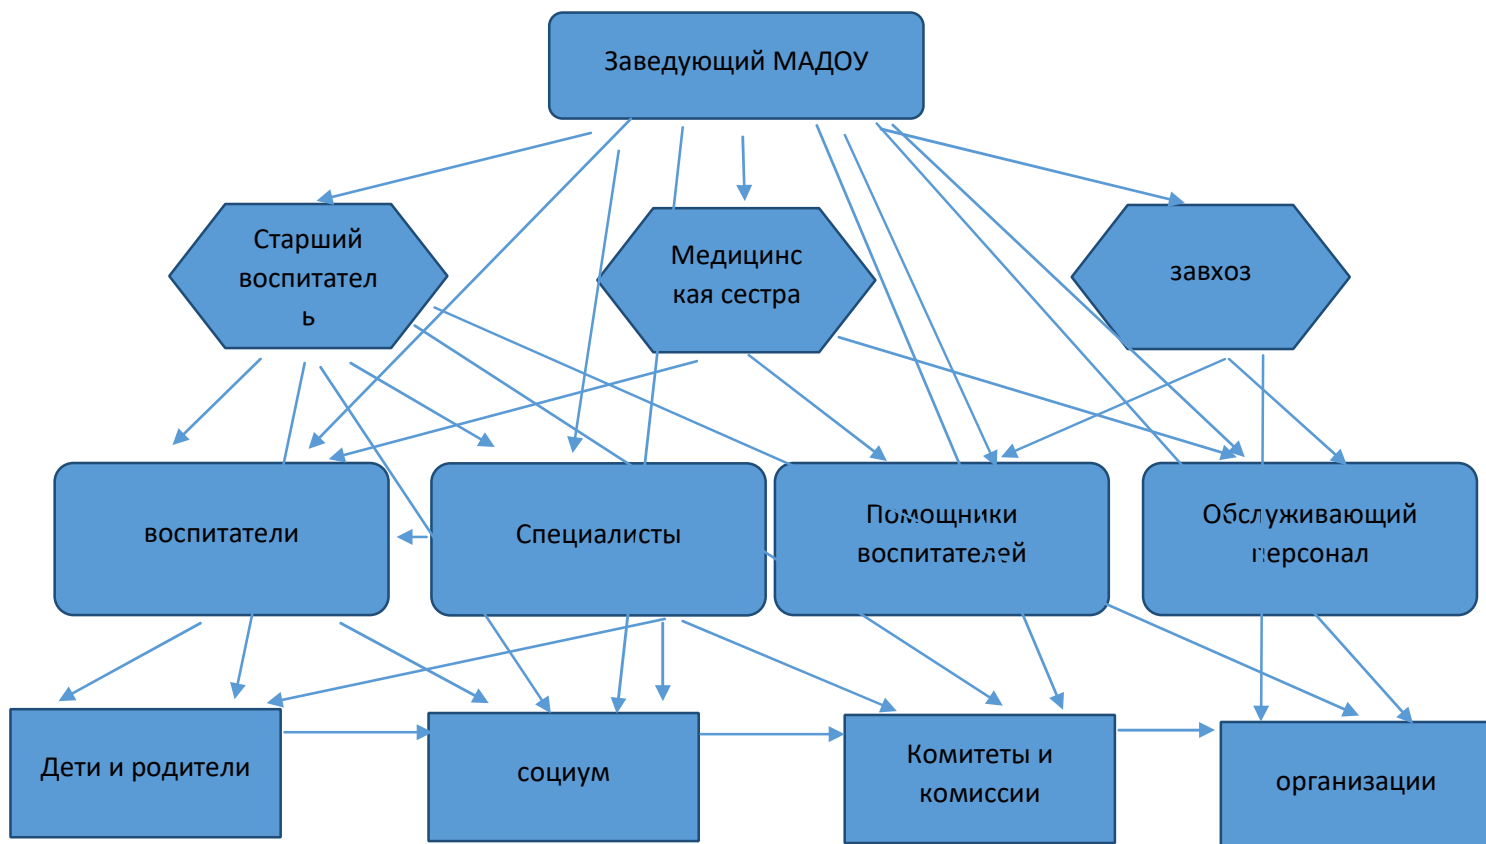 Заведующий МАДОУ
Старший
воспитател
ь
Медицинс
кая сестра
завхоз
воспитатели
Специалисты
Помощники
воспитателей
Обслуживающий
персонал
Дети и родители
социум
Комитеты и
комиссии
организации